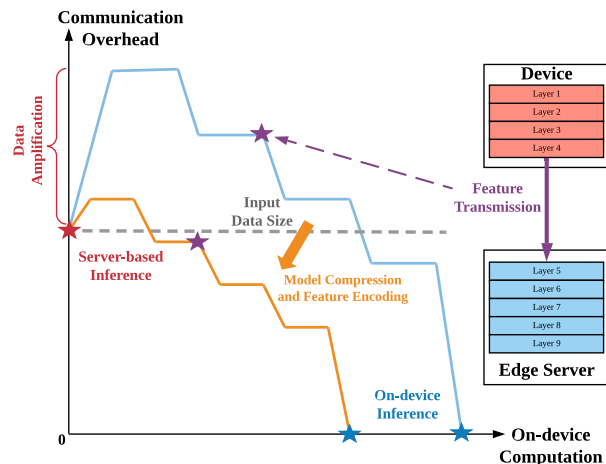 Communication
Overhead
Data
Amplification
Input
Data Size
Server-based
Inference
Model Compression
and Feature Encoding
On-device
Inference
0
On-device
Computation
Device
Layer 1
Layer 2
Layer 3
Layer 4
Feature
Transmission
Layer 5
Layer 6
Layer 7
Layer 8
Layer 9
Edge Server